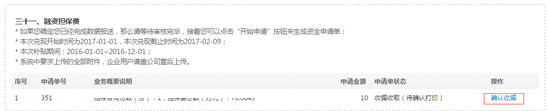 三十一、融资担保费
* 如果您确定您已经完成数据报送，那么请等待审核完毕，接着您可以点击“开始申请”按钮来生成资金申请单；
* 本次兑现开始时间为2017-01-01，本次兑现截止时间为2017-02-09；
* 本次补贴期间：2016-01-01~2016-12-01；
* 系统中要求上传的全部附件，企业用户请盖公司章后上传。
序号 申请单号 业务概要说明 申请金额 申请单状态 操作
1 351 10 收据收取（待确认打印） 确认收据